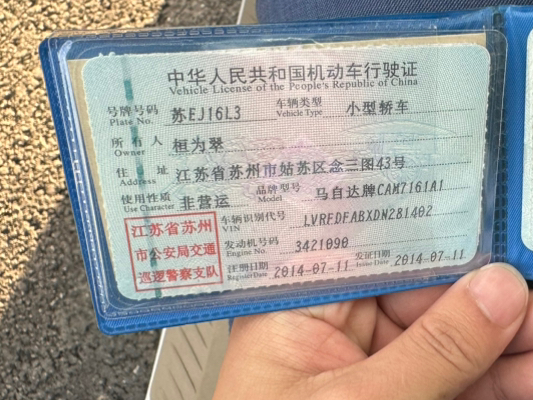 中华人民共和国机动车行驶证
Vehicle License of the People's Republic of China
号牌号码 苏EJ16L3 车辆类型 小型轿车
Plate No. Vehicle Type
所有人 桓为翠
Owner
住址 江苏省苏州市姑苏区念三图43号
Address
使用性质 非营运 品牌型号 马自达牌CAM7161A1
Use Character Model
江苏省苏州
市公安局交通
巡逻警察支队
车辆识别代号 LVRFDFABXDN281402
VIN
发动机号码 3421090
Engine No.
注册日期 2014-07-11 发证日期 2014-07-11
Register Date Issue Date